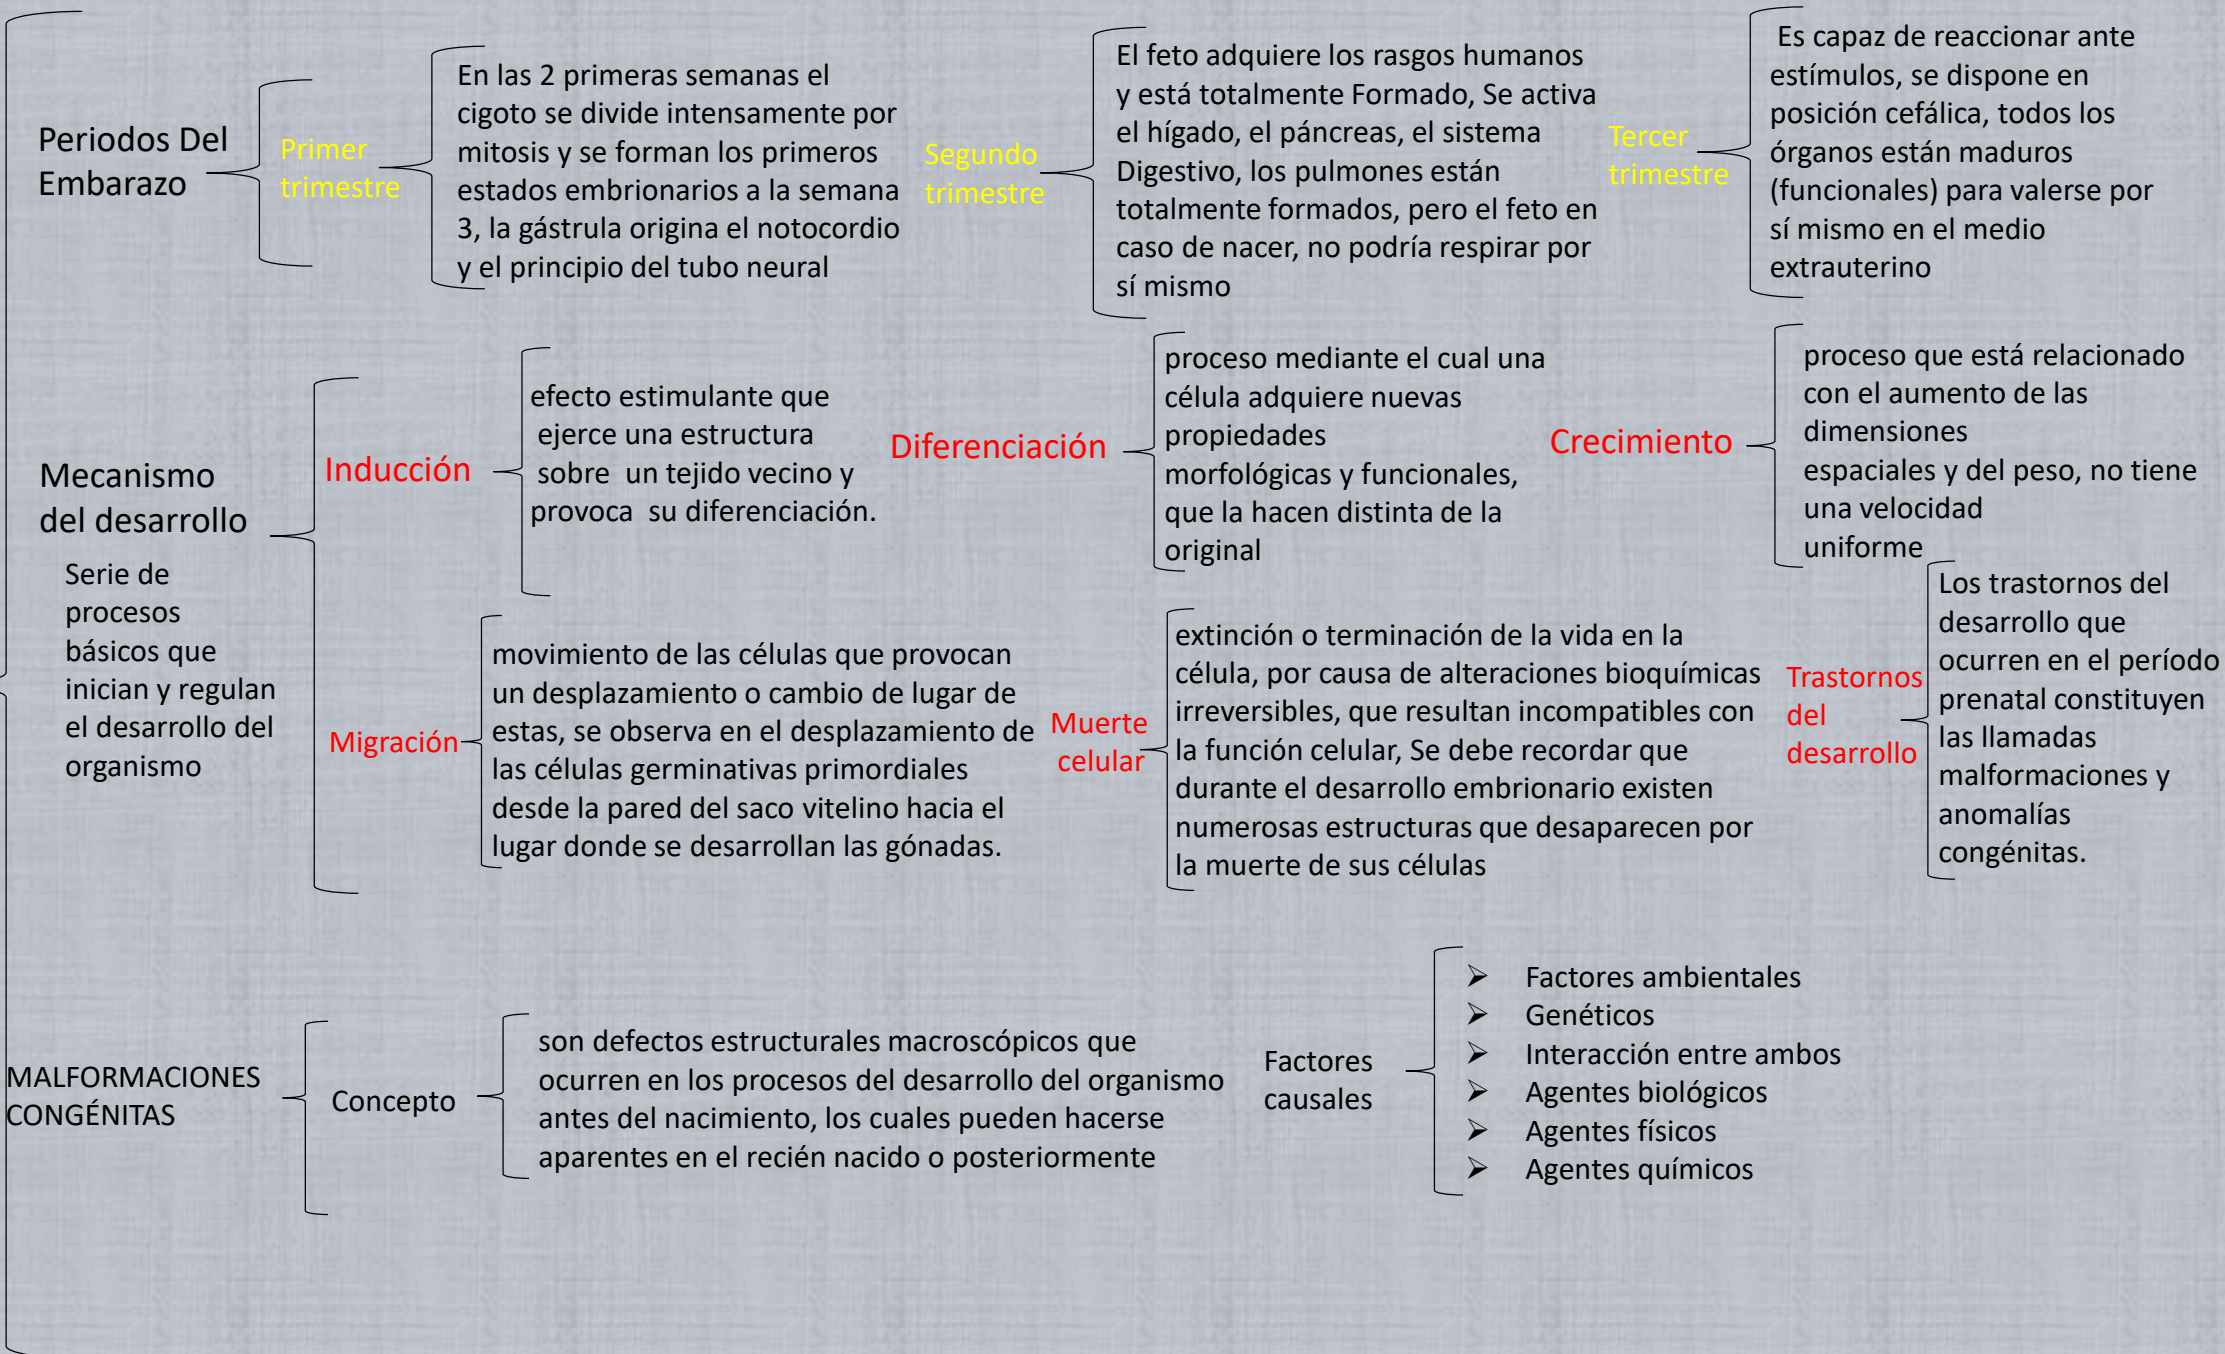 Periodos Del
Embarazo
Primer
trimestre
En las 2 primeras semanas el
cigoto se divide intensamente por
mitosis y se forman los primeros
estados embrionarios a la semana
3, la gástrula origina el notocordio
y el principio del tubo neural
Segundo
trimestre
El feto adquiere los rasgos humanos
y está totalmente Formado, Se activa
el hígado, el páncreas, el sistema
Digestivo, los pulmones están
totalmente formados, pero el feto en
caso de nacer, no podría respirar por
sí mismo
Tercer
trimestre
Es capaz de reaccionar ante
estímulos, se dispone en
posición cefálica, todos los
órganos están maduros
(funcionales) para valerse por
sí mismo en el medio
extrauterino
Mecanismo
del desarrollo
Serie de
procesos
básicos que
inician y regulan
el desarrollo del
organismo
Inducción
efecto estimulante que
ejerce una estructura
sobre  un tejido vecino y
provoca  su diferenciación.
Diferenciación
proceso mediante el cual una
célula adquiere nuevas
propiedades
morfológicas y funcionales,
que la hacen distinta de la
original
Crecimiento
proceso que está relacionado
con el aumento de las
dimensiones
espaciales y del peso, no tiene
una velocidad
uniforme
Migración
movimiento de las células que provocan
un desplazamiento o cambio de lugar de
estas, se observa en el desplazamiento de
las células germinativas primordiales
desde la pared del saco vitelino hacia el
lugar donde se desarrollan las gónadas.
Muerte
celular
extinción o terminación de la vida en la
célula, por causa de alteraciones bioquímicas
irreversibles, que resultan incompatibles con
la función celular, Se debe recordar que
durante el desarrollo embrionario existen
numerosas estructuras que desaparecen por
la muerte de sus células
Trastornos
del
desarrollo
Los trastornos del
desarrollo que
ocurren en el período
prenatal constituyen
las llamadas
malformaciones y
anomalías
congénitas.
MALFORMACIONES
CONGÉNITAS
Concepto
son defectos estructurales macroscópicos que
ocurren en los procesos del desarrollo del organismo
antes del nacimiento, los cuales pueden hacerse
aparentes en el recién nacido o posteriormente
Factores
causales
➢ Factores ambientales
➢ Genéticos
➢ Interacción entre ambos
➢ Agentes biológicos
➢ Agentes físicos
➢ Agentes químicos